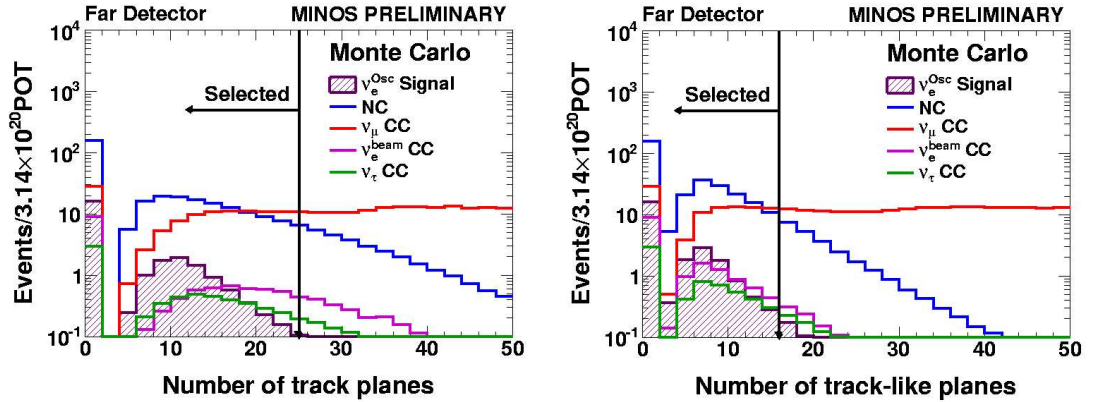 Far Detector MINOS PRELIMINARY
Monte Carlo
ν_e^Osc Signal
NC
ν_μ CC
ν_e^beam CC
ν_τ CC
Selected
Events/3.14×10^20POT
10^4
10^3
10^2
10
1
10^-1
0 10 20 30 40 50
Number of track planes
Far Detector MINOS PRELIMINARY
Monte Carlo
ν_e^Osc Signal
NC
ν_μ CC
ν_e^beam CC
ν_τ CC
Selected
Events/3.14×10^20POT
10^4
10^3
10^2
10
1
10^-1
0 10 20 30 40 50
Number of track-like planes